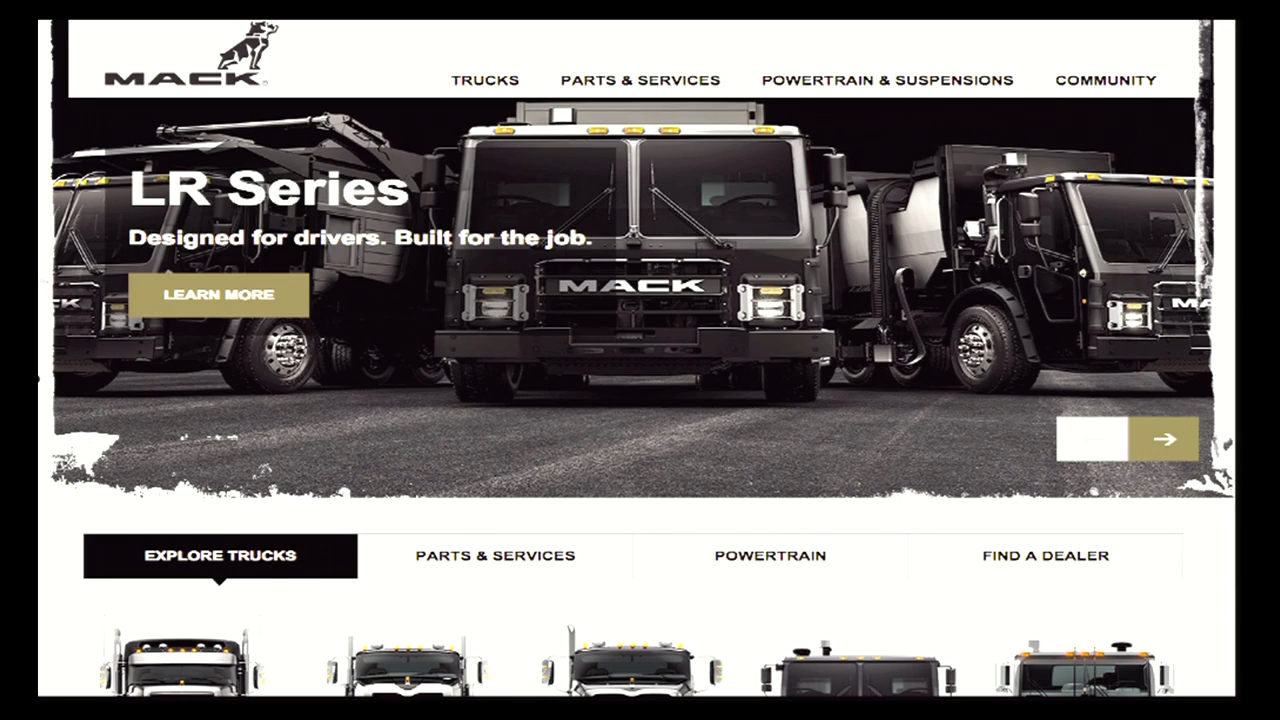 MACK
TRUCKS PARTS & SERVICES POWERTRAIN & SUSPENSIONS COMMUNITY
LR Series
Designed for drivers. Built for the job.
LEARN MORE
MACK
EXPLORE TRUCKS PARTS & SERVICES POWERTRAIN FIND A DEALER